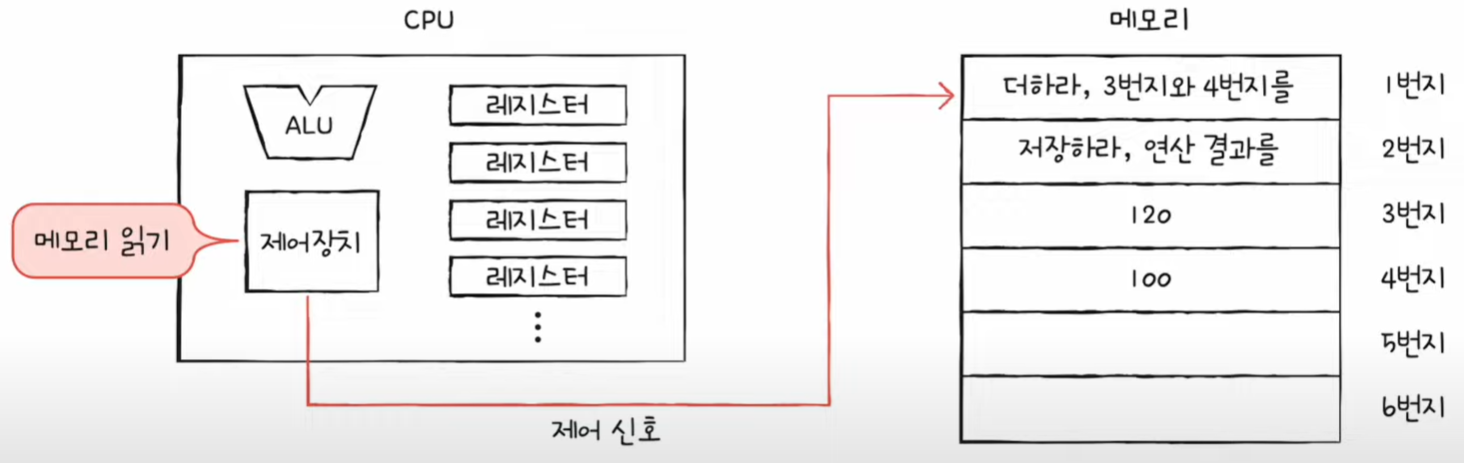 CPU
메모리
ALU
레지스터
레지스터
레지스터
레지스터
메모리 읽기
제어장치
제어 신호
더하라, 3번지와 4번지를
1번지
저장하라, 연산 결과를
2번지
120
3번지
100
4번지
5번지
6번지